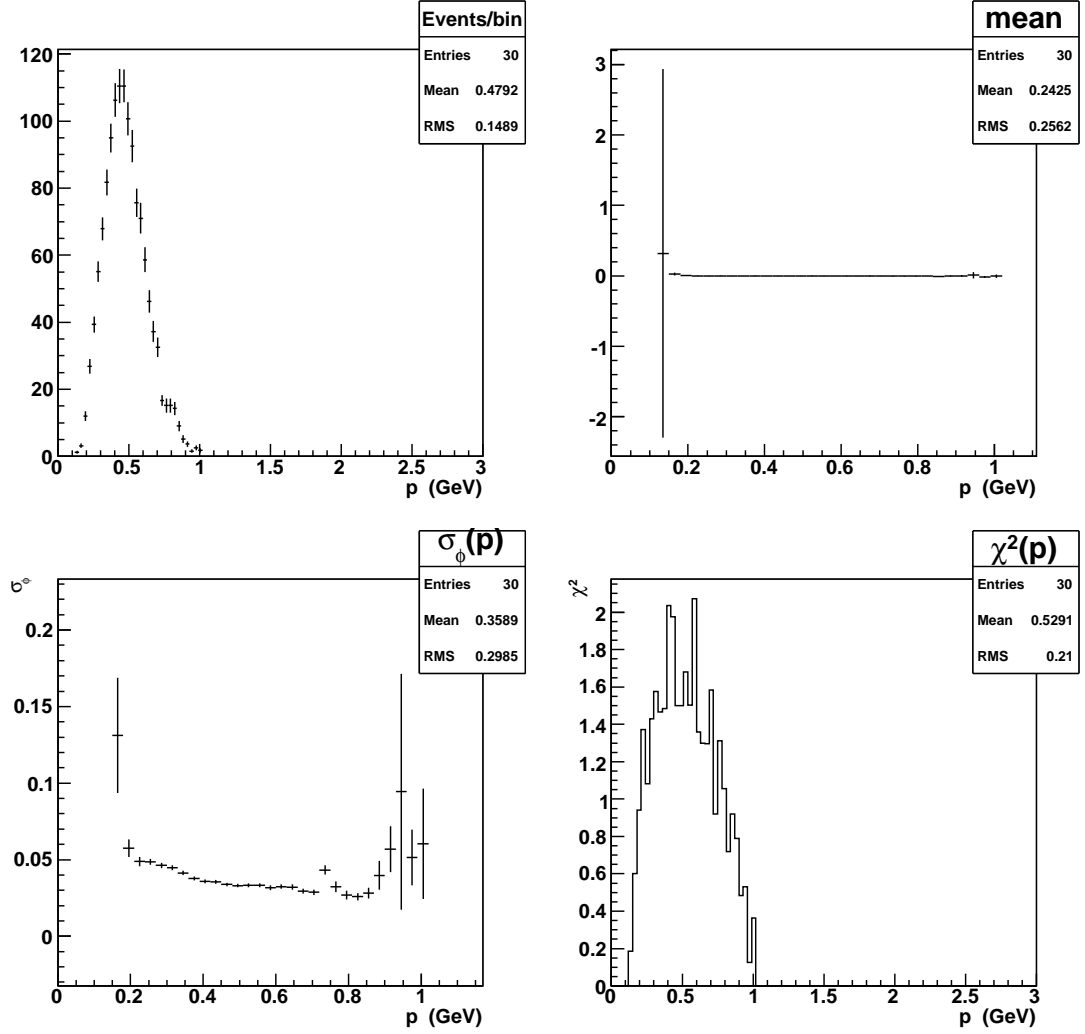 Events/bin
Entries 30
Mean 0.4792
RMS 0.1489
120
100
80
60
40
20
0
0 0.5 1 1.5 2 2.5 3
p (GeV)
mean
Entries 30
Mean 0.2425
RMS 0.2562
3
2
1
0
-1
-2
0 0.2 0.4 0.6 0.8 1
p (GeV)
σ_ϕ(p)
Entries 30
Mean 0.3589
RMS 0.2985
σ_ϕ
0.2
0.15
0.1
0.05
0
0 0.2 0.4 0.6 0.8 1
p (GeV)
χ²(p)
Entries 30
Mean 0.5291
RMS 0.21
χ²
2
1.8
1.6
1.4
1.2
1
0.8
0.6
0.4
0.2
0
0 0.5 1 1.5 2 2.5 3
p (GeV)